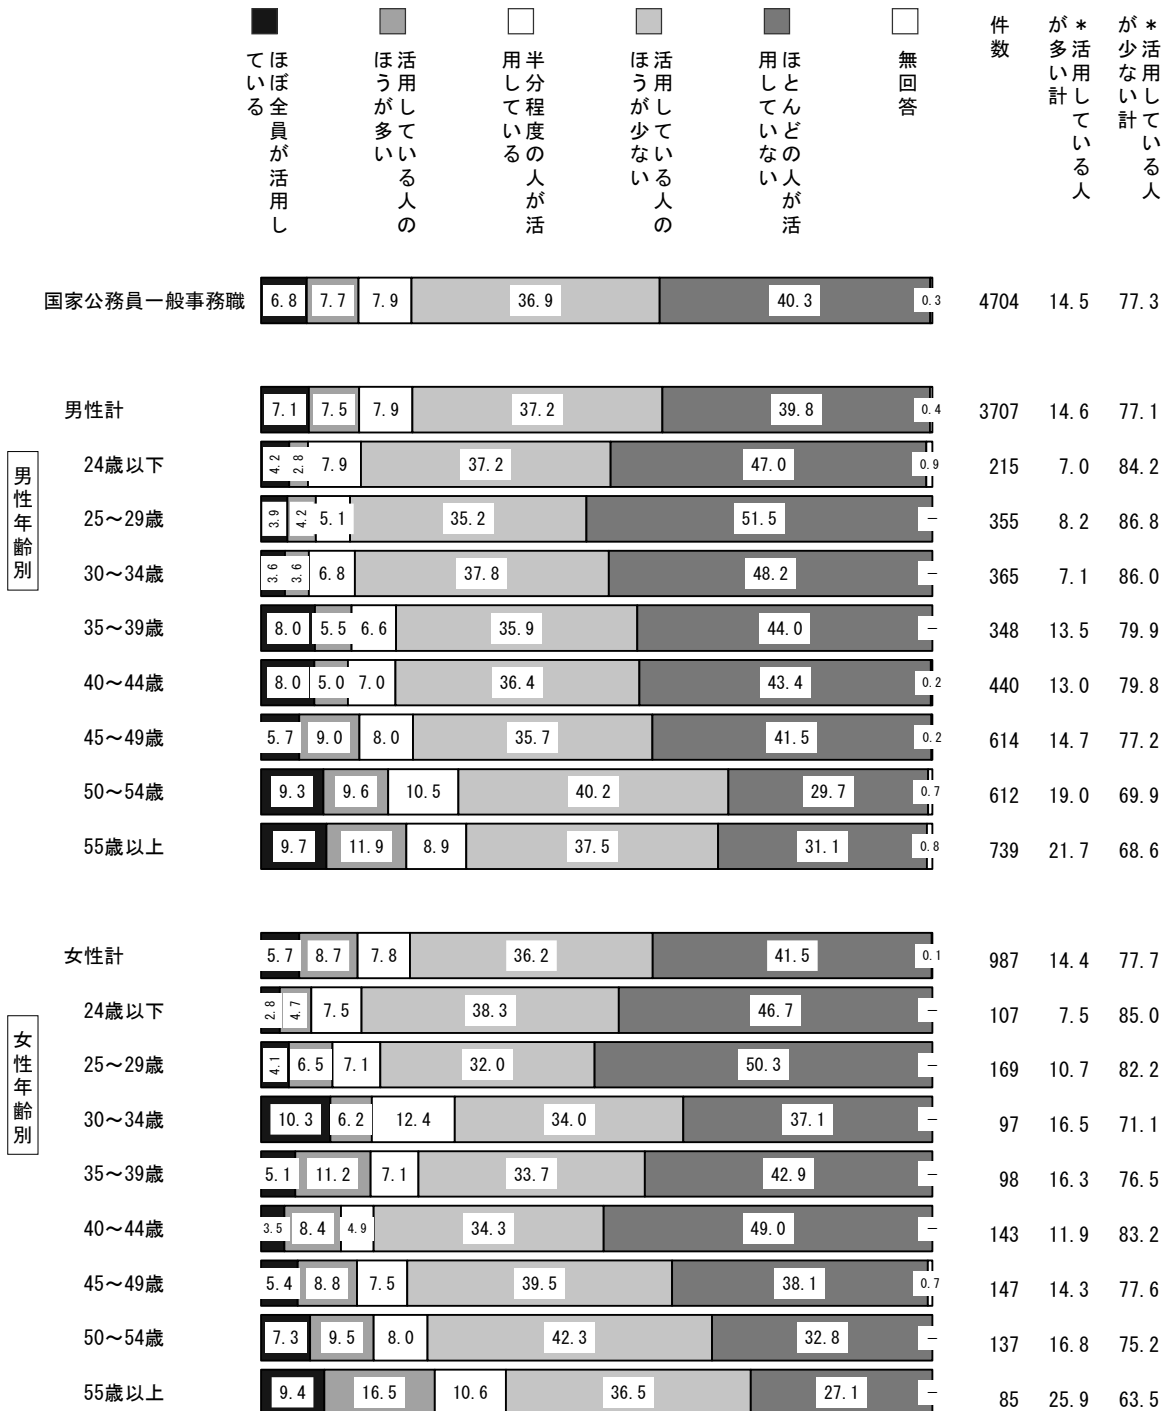 ほぼ全員が活用し
ている
活用している人の
ほうが多い
半分程度の人が活
用している
活用している人の
ほうが少ない
ほとんどの人が活
用していない
無回答
件数
*活用している人
が多い計
*活用している人
が少ない計
国家公務員一般事務職 6.8 7.7 7.9 36.9 40.3 0.3 4704 14.5 77.3
男性計 7.1 7.5 7.9 37.2 39.8 0.4 3707 14.6 77.1
男性年齢別
24歳以下 4.2 2.8 7.9 37.2 47.0 0.9 215 7.0 84.2
25～29歳 3.9 4.2 5.1 35.2 51.5 － 355 8.2 86.8
30～34歳 3.6 3.6 6.8 37.8 48.2 － 365 7.1 86.0
35～39歳 8.0 5.5 6.6 35.9 44.0 － 348 13.5 79.9
40～44歳 8.0 5.0 7.0 36.4 43.4 0.2 440 13.0 79.8
45～49歳 5.7 9.0 8.0 35.7 41.5 0.2 614 14.7 77.2
50～54歳 9.3 9.6 10.5 40.2 29.7 0.7 612 19.0 69.9
55歳以上 9.7 11.9 8.9 37.5 31.1 0.8 739 21.7 68.6
女性計 5.7 8.7 7.8 36.2 41.5 0.1 987 14.4 77.7
女性年齢別
24歳以下 2.8 4.7 7.5 38.3 46.7 － 107 7.5 85.0
25～29歳 4.1 6.5 7.1 32.0 50.3 － 169 10.7 82.2
30～34歳 10.3 6.2 12.4 34.0 37.1 － 97 16.5 71.1
35～39歳 5.1 11.2 7.1 33.7 42.9 － 98 16.3 76.5
40～44歳 3.5 8.4 4.9 34.3 49.0 － 143 11.9 83.2
45～49歳 5.4 8.8 7.5 39.5 38.1 0.7 147 14.3 77.6
50～54歳 7.3 9.5 8.0 42.3 32.8 － 137 16.8 75.2
55歳以上 9.4 16.5 10.6 36.5 27.1 － 85 25.9 63.5